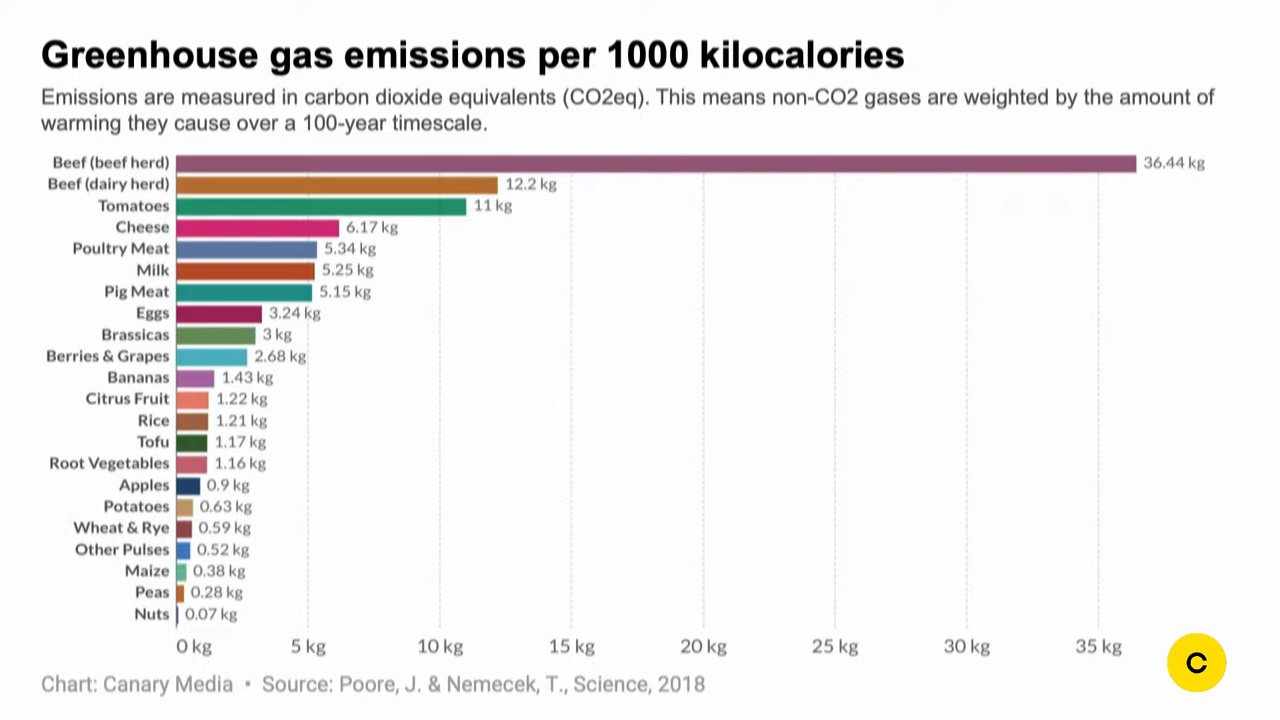 Greenhouse gas emissions per 1000 kilocalories
Emissions are measured in carbon dioxide equivalents (CO2eq). This means non-CO2 gases are weighted by the amount of
warming they cause over a 100-year timescale.
Beef (beef herd) 36.44 kg
Beef (dairy herd) 12.2 kg
Tomatoes 11 kg
Cheese 6.17 kg
Poultry Meat 5.34 kg
Milk 5.25 kg
Pig Meat 5.15 kg
Eggs 3.24 kg
Brassicas 3 kg
Berries & Grapes 2.68 kg
Bananas 1.43 kg
Citrus Fruit 1.22 kg
Rice 1.21 kg
Tofu 1.17 kg
Root Vegetables 1.16 kg
Apples 0.9 kg
Potatoes 0.63 kg
Wheat & Rye 0.59 kg
Other Pulses 0.52 kg
Maize 0.38 kg
Peas 0.28 kg
Nuts 0.07 kg
0 kg 5 kg 10 kg 15 kg 20 kg 25 kg 30 kg 35 kg
C
Chart: Canary Media • Source: Poore, J. & Nemecek, T., Science, 2018